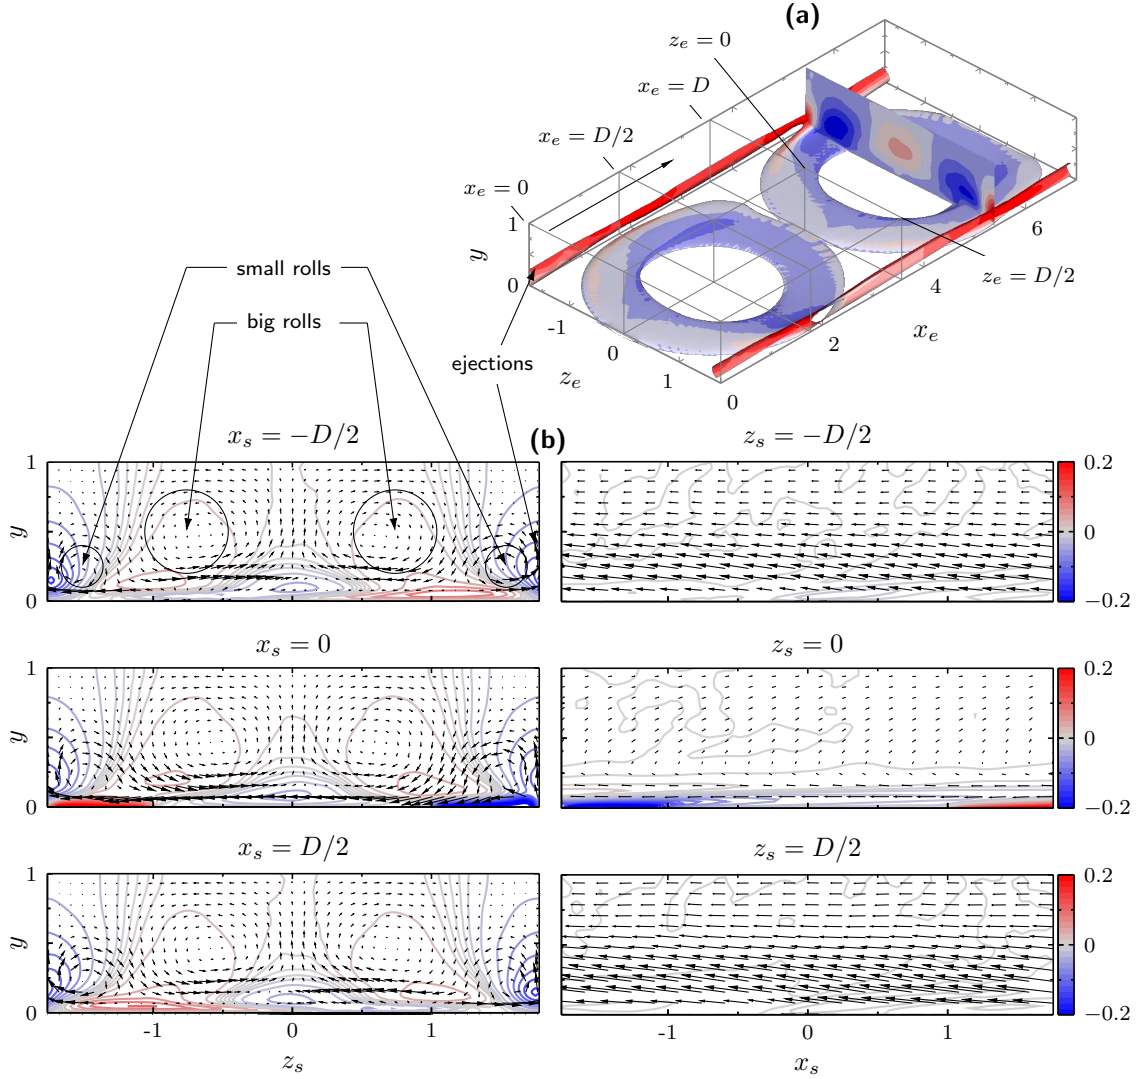 (a)
z_e = 0
x_e = D
x_e = D/2
x_e = 0
1
y
0
-1
0
z_e
1
0
2
4
6
x_e
z_e = D/2
small rolls
big rolls
ejections
(b)
x_s = −D/2
z_s = −D/2
1
y
0
0.2
0
−0.2
x_s = 0
z_s = 0
1
y
0
0.2
0
−0.2
x_s = D/2
z_s = D/2
1
y
0
-1
0
1
z_s
-1
0
1
x_s
0.2
0
−0.2